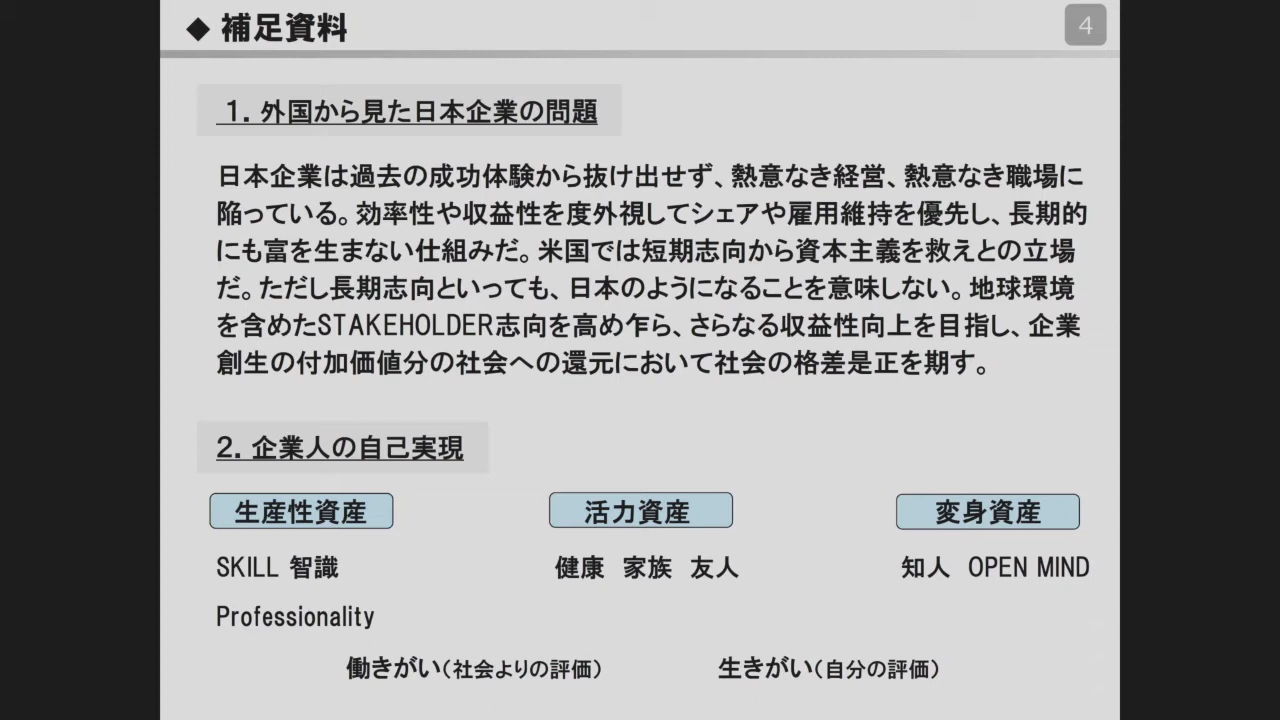 ◆ 補足資料
4
1. 外国から見た日本企業の問題
日本企業は過去の成功体験から抜け出せず、熱意なき経営、熱意なき職場に
陥っている。効率性や収益性を度外視してシェアや雇用維持を優先し、長期的
にも富を生まない仕組みだ。米国では短期志向から資本主義を救えとの立場
だ。ただし長期志向といっても、日本のようになることを意味しない。地球環境
を含めたSTAKEHOLDER志向を高め乍ら、さらなる収益性向上を目指し、企業
創生の付加価値分の社会への還元において社会の格差是正を期す。
2. 企業人の自己実現
生産性資産 活力資産 変身資産
SKILL 智識 健康 家族 友人 知人 OPEN MIND
Professionality
働きがい(社会よりの評価) 生きがい(自分の評価)